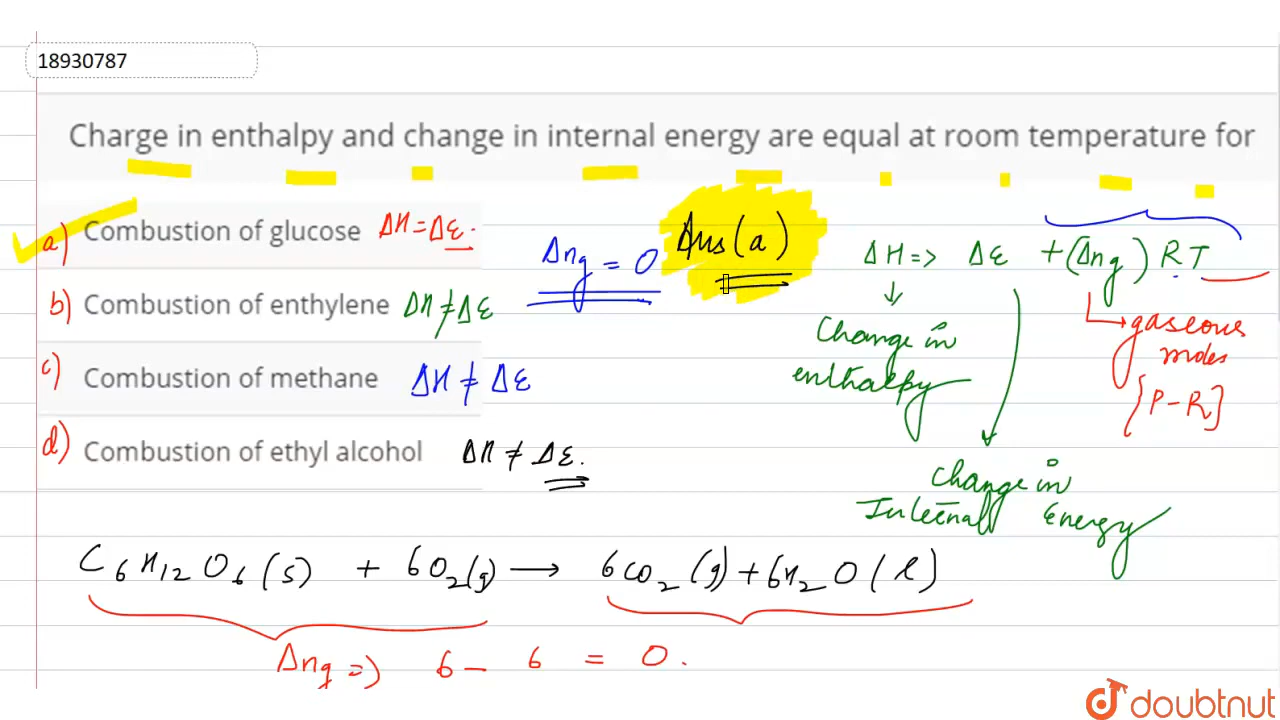 18930787
Charge in enthalpy and change in internal energy are equal at room temperature for
a) Combustion of glucose ΔH=ΔE.
b) Combustion of enthylene ΔH≠ΔE
c) Combustion of methane ΔH≠ΔE
d) Combustion of ethyl alcohol ΔH≠ΔE.
Δng = 0
Ans(a)
ΔH=> ΔE +(Δng) RT
Change in
enthalpy
gaseous
moles
[P-R]
Change in
Internal Energy
C6H12O6(s) + 6O2(g) → 6CO2(g)+6H2O(l)
Δng=) 6 - 6 = 0.
doubtnut